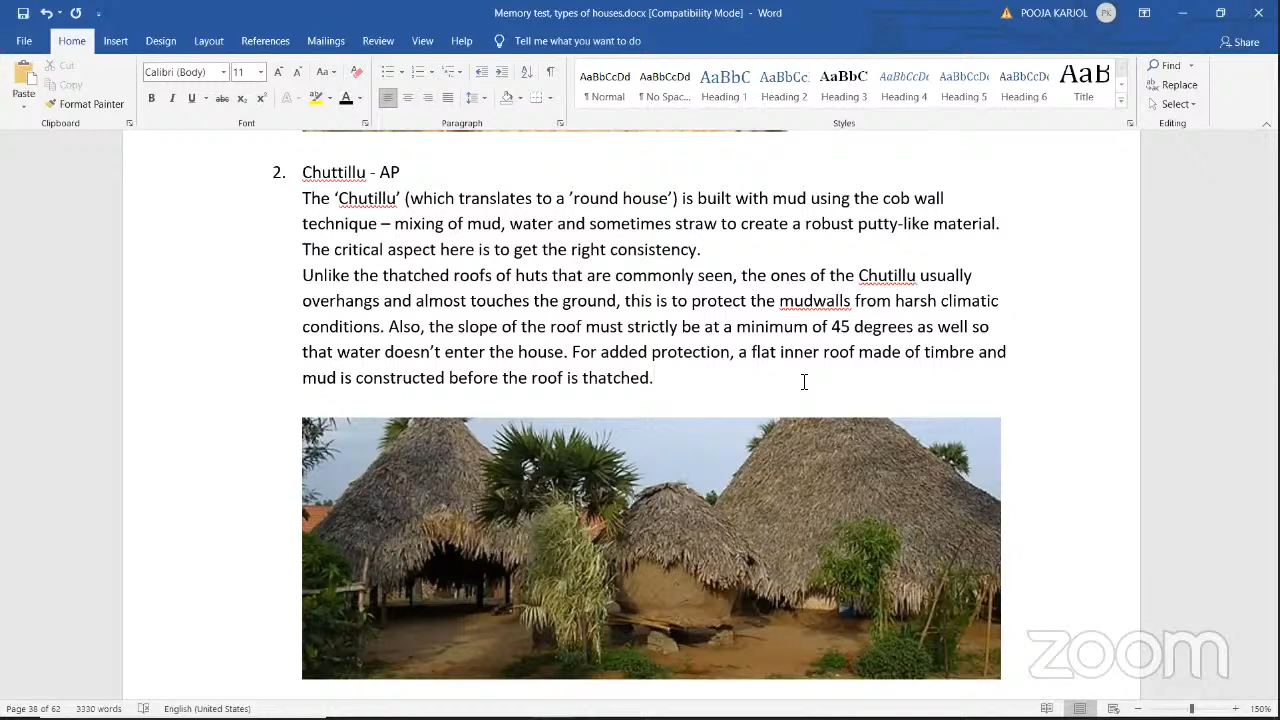 Memory test, types of houses.docx [Compatibility Mode] - Word
POOJA KARJOL
PK
File Home Insert Design Layout References Mailings Review View Help Tell me what you want to do
Share
Paste
Cut
Copy
Format Painter
Clipboard
Calibri (Body) 11
Font
Paragraph
AaBbCcDd AaBbCcDd AaBbC AaBbCc AaBbC AaBbCcDc AaBbCcDc AaBbCcDc AaB
¶ Normal ¶ No Spac... Heading 1 Heading 2 Heading 3 Heading 4 Heading 5 Heading 6 Title
Styles
Find
Replace
Select
Editing
2. Chuttillu - AP
The ‘Chutillu’ (which translates to a ’round house’) is built with mud using the cob wall
technique – mixing of mud, water and sometimes straw to create a robust putty-like material.
The critical aspect here is to get the right consistency.
Unlike the thatched roofs of huts that are commonly seen, the ones of the Chutillu usually
overhangs and almost touches the ground, this is to protect the mudwalls from harsh climatic
conditions. Also, the slope of the roof must strictly be at a minimum of 45 degrees as well so
that water doesn’t enter the house. For added protection, a flat inner roof made of timbre and
mud is constructed before the roof is thatched.
zoom
Page 38 of 62 3330 words English (United States)
150%